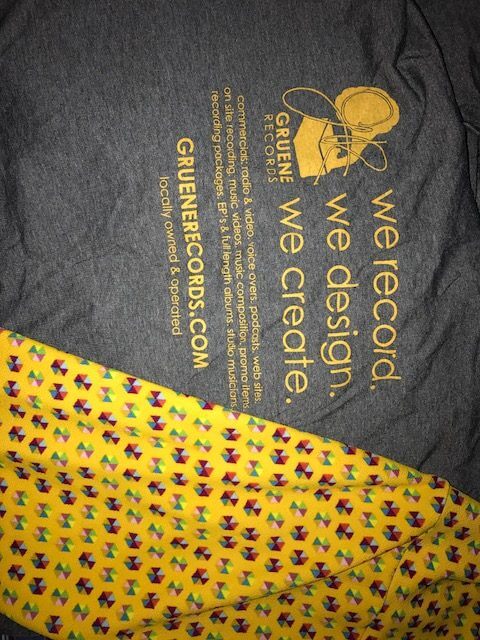 we record.
we design.
we create.
GRUENE
RECORDS
commercials, radio & video, voice overs, podcasts, web sites,
on site recording, music videos, music composition, promo items,
recording packages, EP's & full length albums, studio musicians
GRUENERECORDS.COM
locally owned & operated